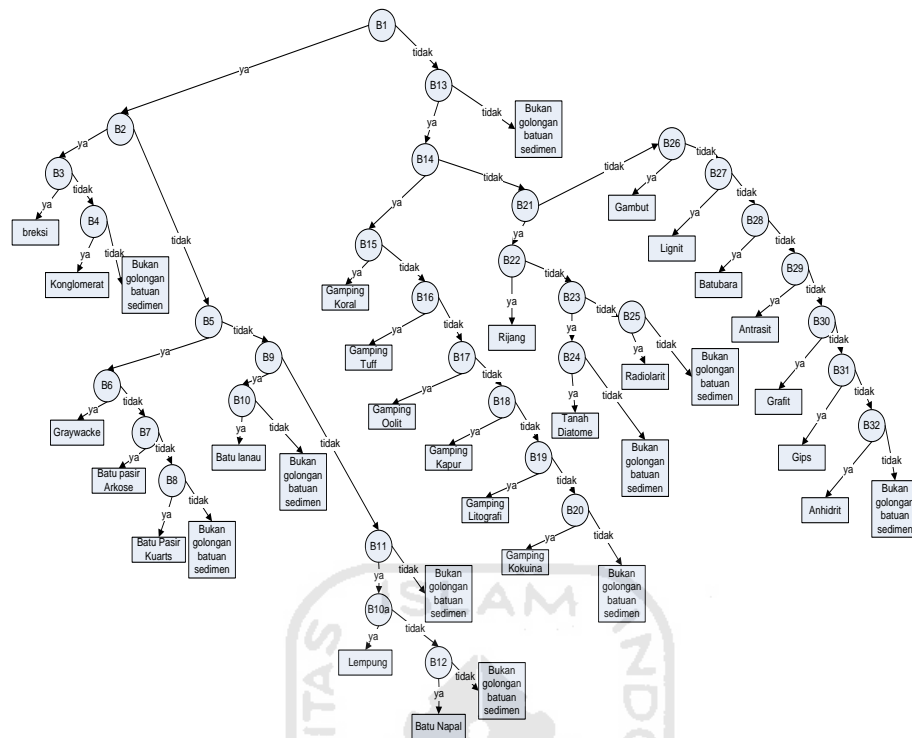 B1
ya
tidak
B13
ya
tidak
Bukan
golongan
batuan
sedimen
B2
ya
tidak
B3
ya
tidak
breksi
B4
ya
tidak
Konglomerat
Bukan
golongan
batuan
sedimen
B14
ya
tidak
B15
ya
tidak
Gamping
Koral
B16
ya
tidak
Gamping
Tuff
B17
ya
tidak
Gamping
Oolit
B18
ya
tidak
Gamping
Kapur
B19
ya
tidak
Gamping
Litografi
B20
ya
tidak
Gamping
Kokuina
Bukan
golongan
batuan
sedimen
B21
ya
tidak
B22
ya
tidak
Rijang
B23
ya
tidak
B24
ya
tidak
Tanah
Diatome
Bukan
golongan
batuan
sedimen
B25
ya
tidak
Radiolarit
Bukan
golongan
batuan
sedimen
B26
ya
tidak
Gambut
B27
ya
tidak
Lignit
B28
ya
tidak
Batubara
B29
ya
tidak
Antrasit
B30
ya
tidak
Grafit
B31
ya
tidak
Gips
B32
ya
tidak
Anhidrit
Bukan
golongan
batuan
sedimen
B5
ya
tidak
B6
ya
tidak
Graywacke
B7
ya
tidak
Batu pasir
Arkose
B8
ya
tidak
Batu Pasir
Kuarts
Bukan
golongan
batuan
sedimen
B9
ya
tidak
B10
ya
tidak
Batu lanau
Bukan
golongan
batuan
sedimen
B11
ya
tidak
Bukan
golongan
batuan
sedimen
B10a
ya
tidak
Lempung
B12
ya
tidak
Batu Napal
Bukan
golongan
batuan
sedimen
ITAS
ISLAM
INDO